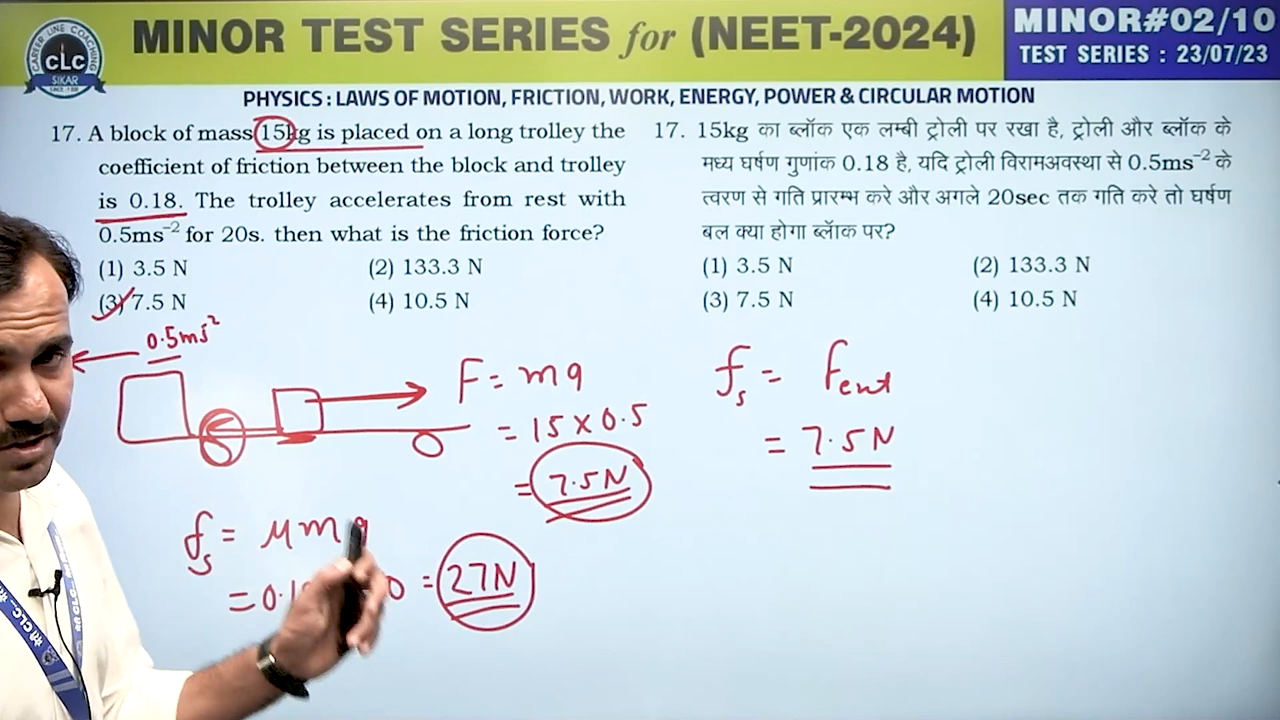 CAREER LINE COACHING
CLC
SIKAR
MINOR TEST SERIES for (NEET-2024)
MINOR#02/10
TEST SERIES : 23/07/23
PHYSICS : LAWS OF MOTION, FRICTION, WORK, ENERGY, POWER & CIRCULAR MOTION
17. A block of mass 15kg is placed on a long trolley the
coefficient of friction between the block and trolley
is 0.18. The trolley accelerates from rest with
0.5ms⁻² for 20s. then what is the friction force?
(1) 3.5 N (2) 133.3 N
(3) 7.5 N (4) 10.5 N
17. 15kg का ब्लॉक एक लम्बी ट्रोली पर रखा है, ट्रोली और ब्लॉक के
मध्य घर्षण गुणांक 0.18 है, यदि ट्रोली विरामअवस्था से 0.5ms⁻² के
त्वरण से गति प्रारम्भ करे और अगले 20sec तक गति करे तो घर्षण
बल क्या होगा ब्लॉक पर?
(1) 3.5 N (2) 133.3 N
(3) 7.5 N (4) 10.5 N
0.5ms²
F = ma
= 15 × 0.5
= 7.5N
fₛ = μmg
= 27N
fₛ = Fext
= 7.5N
CLC